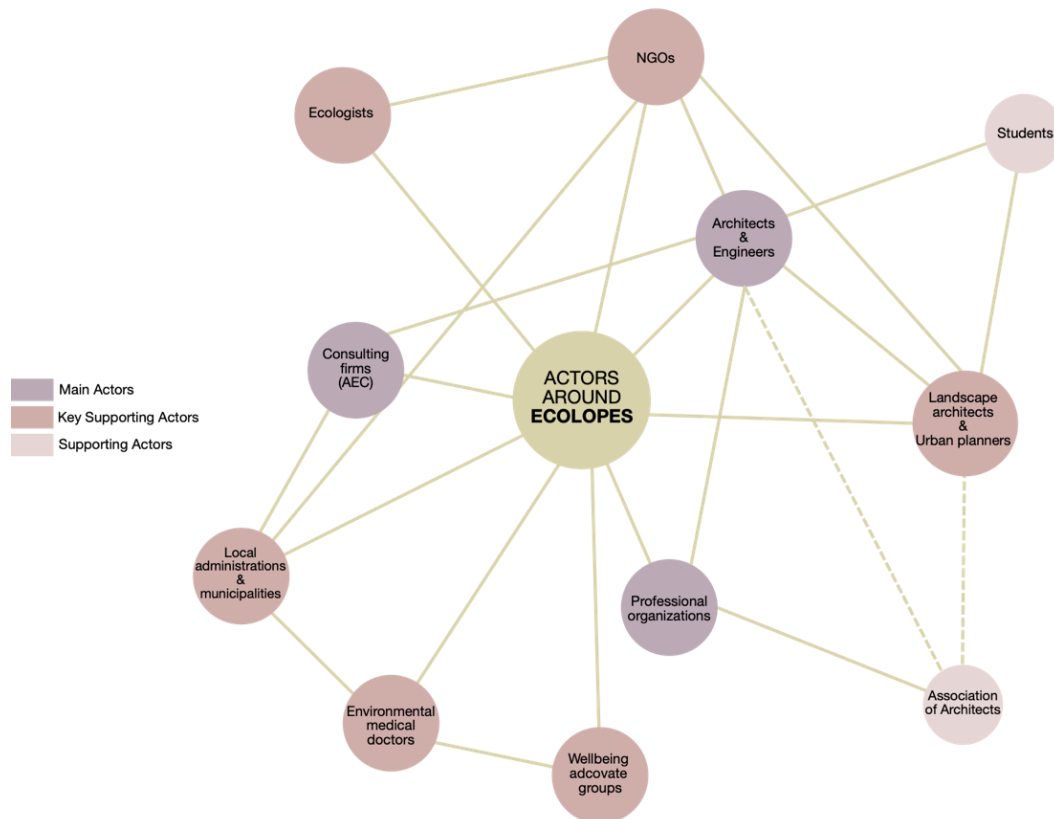 NGOs
Ecologists
Students
Architects
&
Engineers
Consulting
firms
(AEC)
ACTORS
AROUND
ECOLOPES
Main Actors
Key Supporting Actors
Supporting Actors
Landscape
architects
&
Urban planners
Local
administrations
&
municipalities
Professional
organizations
Environmental
medical
doctors
Association
of Architects
Wellbeing
adcovate
groups